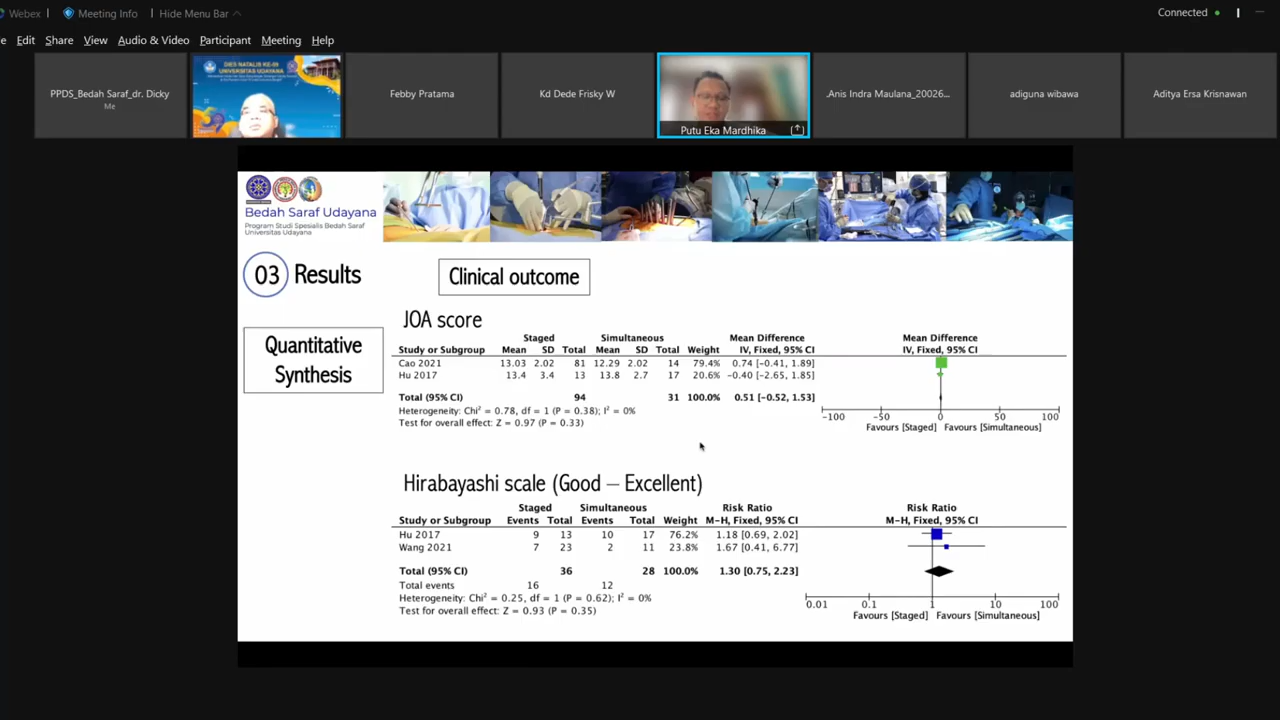 Webex
Meeting Info
Hide Menu Bar
Connected
e Edit Share View Audio & Video Participant Meeting Help
PPDS_Bedah Saraf_dr. Dicky
Me
DIES NATALIS KE-59
UNIVERSITAS UDAYANA
Febby Pratama
Kd Dede Frisky W
Putu Eka Mardhika
.Anis Indra Maulana_20026...
adiguna wibawa
Aditya Ersa Krisnawan
Bedah Saraf Udayana
Program Studi Spesialis Bedah Saraf
Universitas Udayana
03 Results
Clinical outcome
Quantitative
Synthesis
JOA score
Staged Simultaneous Mean Difference Mean Difference
Study or Subgroup Mean SD Total Mean SD Total Weight IV, Fixed, 95% CI IV, Fixed, 95% CI
Cao 2021 13.03 2.02 81 12.29 2.02 14 79.4% 0.74 [-0.41, 1.89]
Hu 2017 13.4 3.4 13 13.8 2.7 17 20.6% -0.40 [-2.65, 1.85]
Total (95% CI) 94 31 100.0% 0.51 [-0.52, 1.53]
Heterogeneity: Chi² = 0.78, df = 1 (P = 0.38); I² = 0%
Test for overall effect: Z = 0.97 (P = 0.33)
-100 -50 0 50 100
Favours [Staged] Favours [Simultaneous]
Hirabayashi scale (Good – Excellent)
Staged Simultaneous Risk Ratio Risk Ratio
Study or Subgroup Events Total Events Total Weight M-H, Fixed, 95% CI M-H, Fixed, 95% CI
Hu 2017 9 13 10 17 76.2% 1.18 [0.69, 2.02]
Wang 2021 7 23 2 11 23.8% 1.67 [0.41, 6.77]
Total (95% CI) 36 28 100.0% 1.30 [0.75, 2.23]
Total events 16 12
Heterogeneity: Chi² = 0.25, df = 1 (P = 0.62); I² = 0%
Test for overall effect: Z = 0.93 (P = 0.35)
0.01 0.1 1 10 100
Favours [Staged] Favours [Simultaneous]